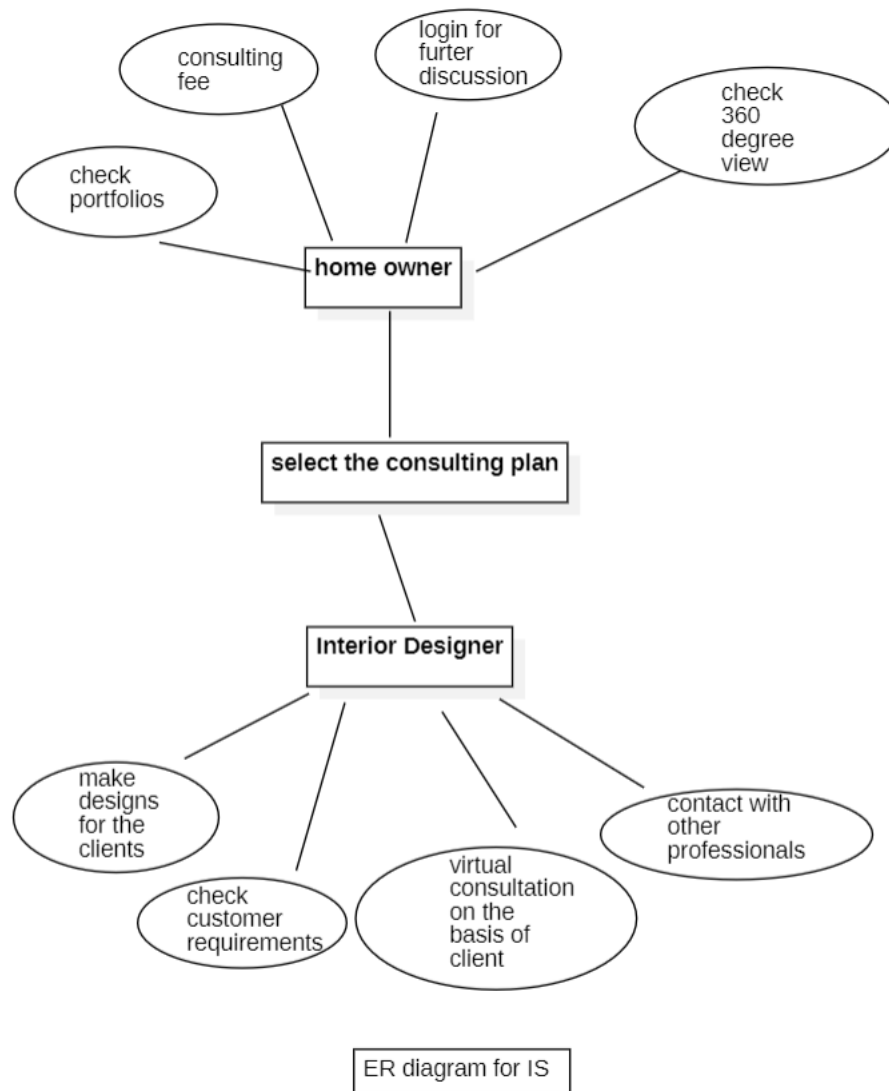 consulting
fee
login for
furter
discussion
check
360
degree
view
check
portfolios
home owner
select the consulting plan
Interior Designer
make
designs
for the
clients
check
customer
requirements
virtual
consultation
on the
basis of
client
contact with
other
professionals
ER diagram for IS